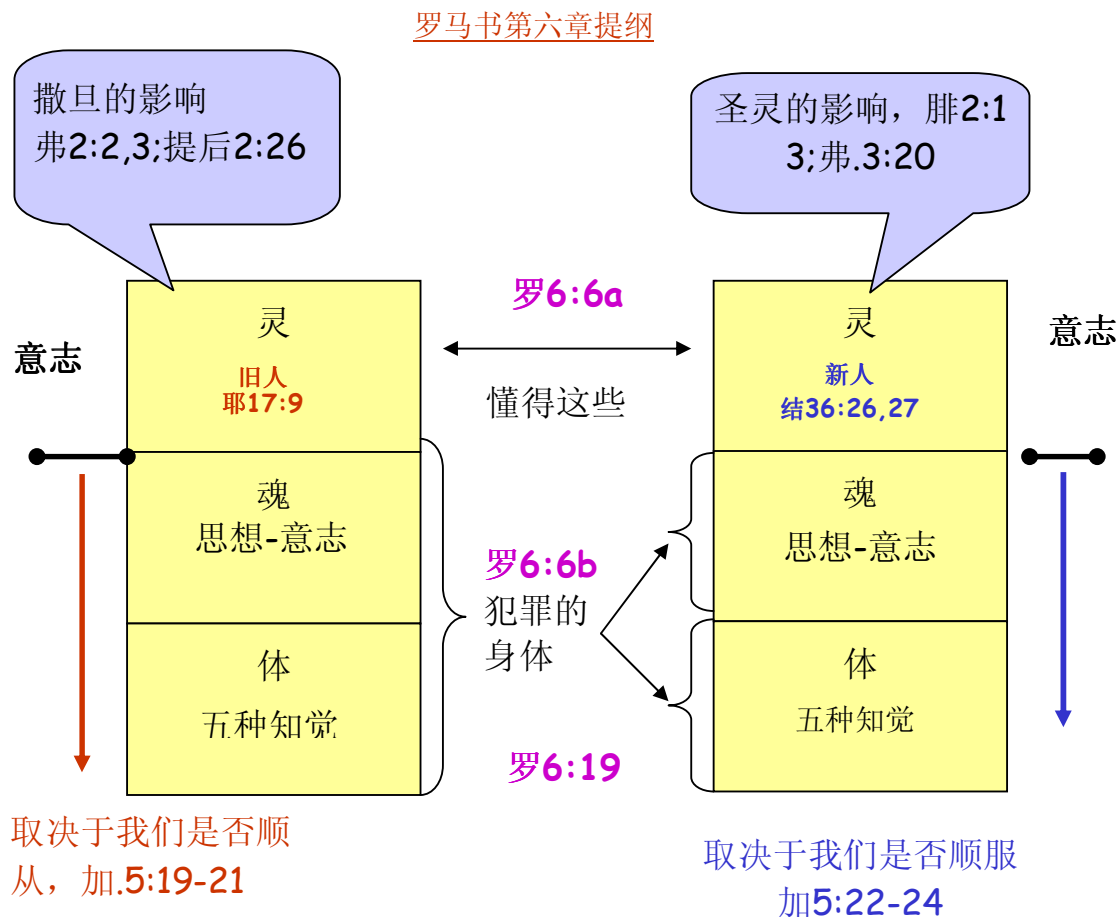 罗马书第六章提纲
撒旦的影响
弗2:2,3;提后2:26
圣灵的影响，腓2:1
3;弗.3:20
意志
灵
旧人
耶17:9
罗6:6a
懂得这些
灵
新人
结36:26,27
意志
魂
思想-意志
罗6:6b
犯罪的
身体
魂
思想-意志
体
五种知觉
罗6:19
体
五种知觉
取决于我们是否顺
从，加.5:19-21
取决于我们是否顺服
加5:22-24